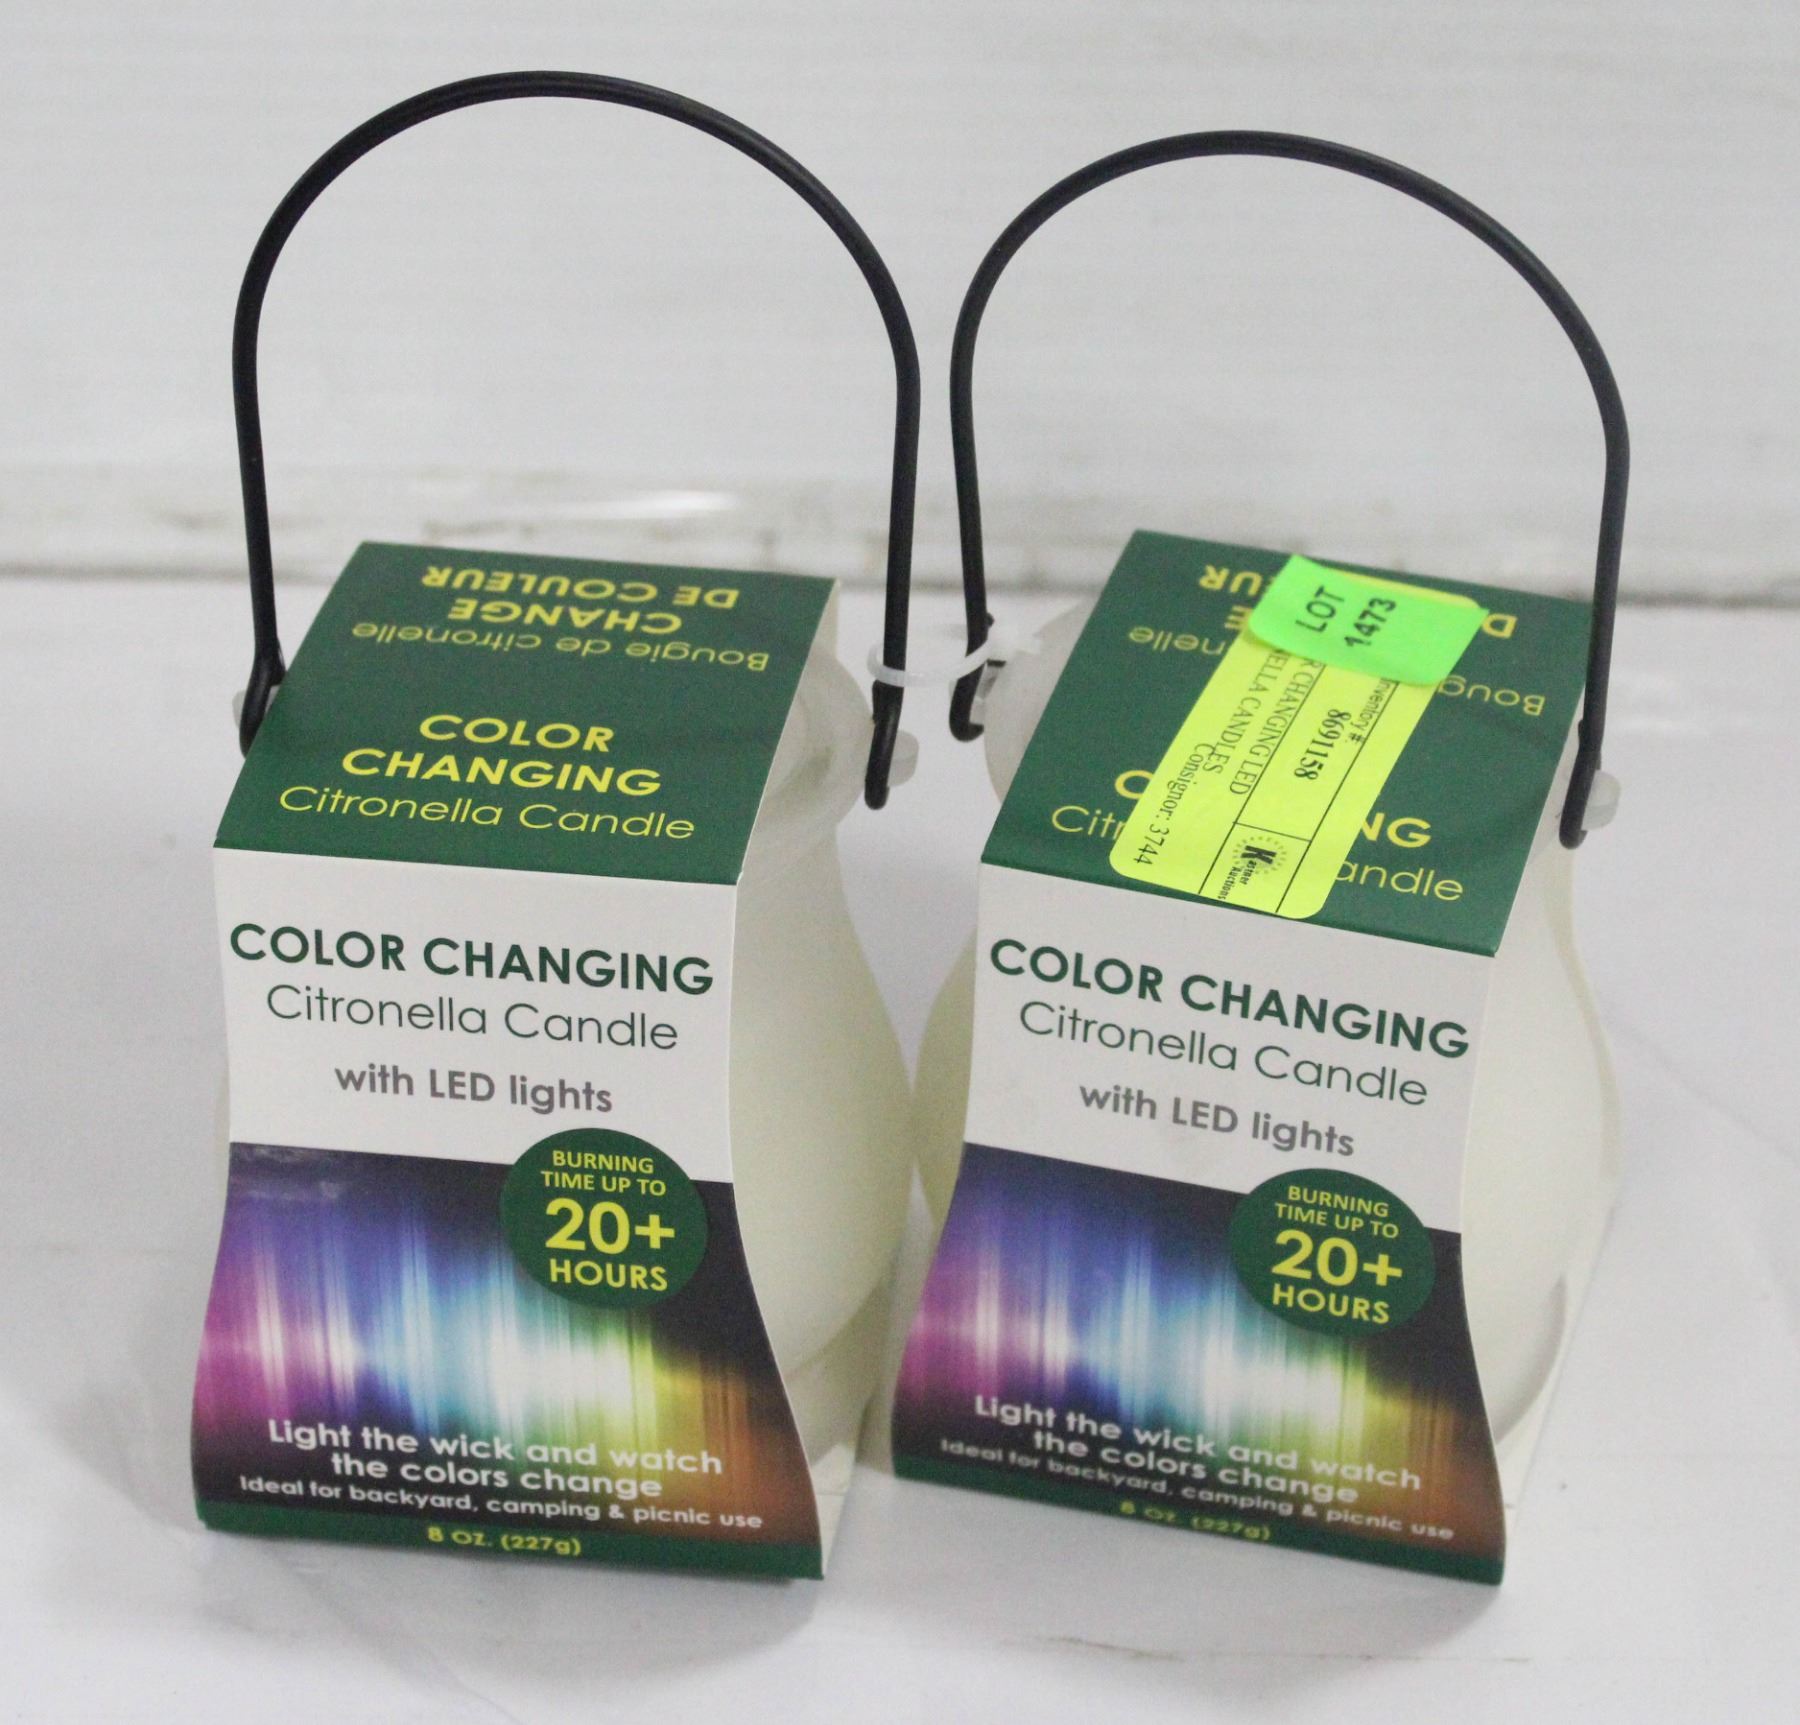 DE COULEUR
CHANGE
Bougie de citronelle
COLOR
CHANGING
Citronella Candle
COLOR CHANGING
Citronella Candle
with LED lights
BURNING
TIME UP TO
20+
HOURS
Light the wick and watch
the colors change
Ideal for backyard, camping & picnic use
8 OZ. (227g)
LOT
1473
Inventory #:
8691158
CHANGING LED
CANDLES
Consignor: 3744
Kastner
Auctions
COLOR CHANGING
Citronella Candle
with LED lights
BURNING
TIME UP TO
20+
HOURS
Light the wick and watch
the colors change
Ideal for backyard, camping & picnic use
8 OZ. (227g)